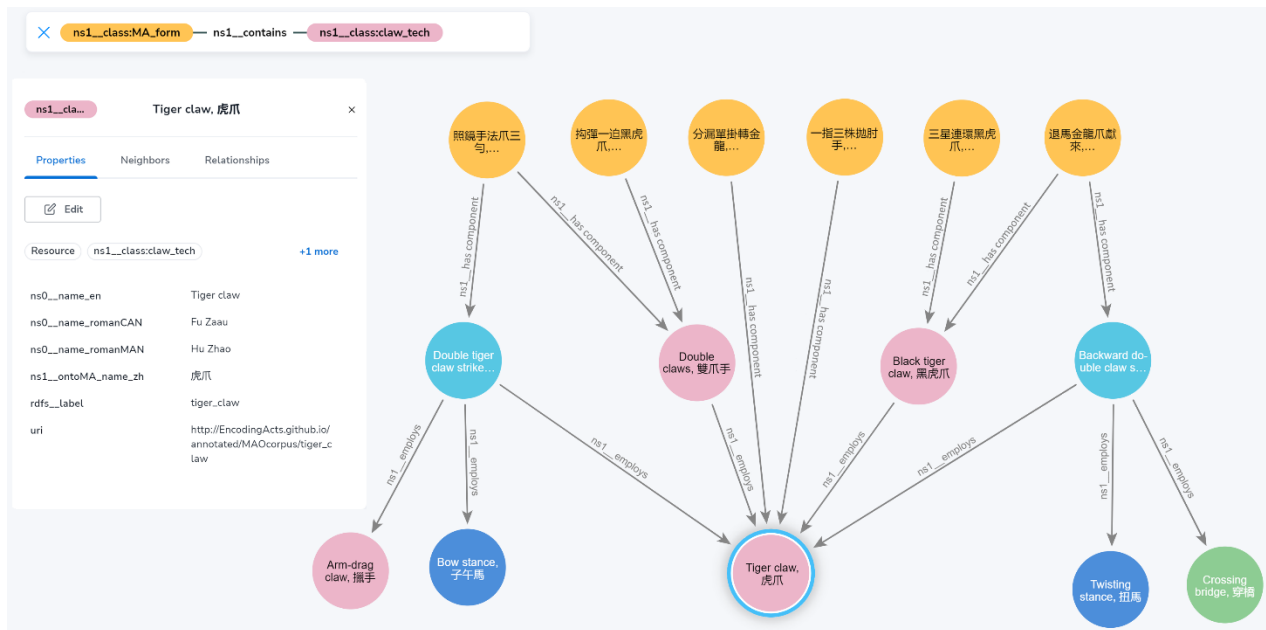 ns1__class:MA_form
ns1__contains
ns1__class:claw_tech
ns1__cla...
Tiger claw, 虎爪
Properties
Neighbors
Relationships
Edit
Resource
ns1__class:claw_tech
+1 more
ns0__name_en
Tiger claw
ns0__name_romanCAN
Fu Zaau
ns0__name_romanMAN
Hu Zhao
ns1__ontoMA_name_zh
虎爪
rdfs__label
tiger_claw
uri
http://EncodingActs.github.io/
annotated/MAOcorpus/tiger_c
law
照鏡手法爪三
勻,...
拘彈一迫黑虎
爪,...
分漏單掛轉金
龍,...
一指三株拋肘
手,...
三星連環黑虎
爪,...
退馬金龍爪獻
來,...
ns1__has component
ns1__has component
ns1__has component
ns1__has component
ns1__has component
ns1__has component
ns1__has component
ns1__has component
Double tiger
claw strike...
Double
claws, 雙爪手
Black tiger
claw, 黑虎爪
Backward do-
uble claw s...
ns1__employs
ns1__employs
ns1__employs
ns1__employs
ns1__employs
ns1__employs
ns1__employs
ns1__employs
Arm-drag
claw, 擸手
Bow stance,
子午馬
Tiger claw,
虎爪
Twisting
stance, 扭馬
Crossing
bridge, 穿橋